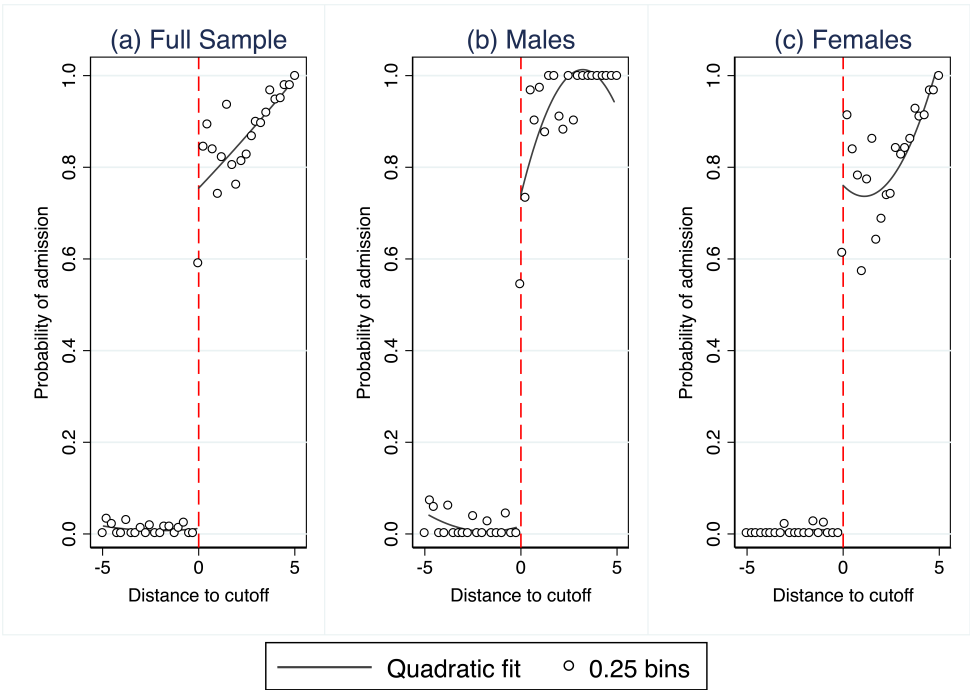 (a) Full Sample
Probability of admission
1.0
0.8
0.6
0.4
0.2
0.0
-5
0
5
Distance to cutoff
(b) Males
Probability of admission
1.0
0.8
0.6
0.4
0.2
0.0
-5
0
5
Distance to cutoff
(c) Females
Probability of admission
1.0
0.8
0.6
0.4
0.2
0.0
-5
0
5
Distance to cutoff
Quadratic fit
0.25 bins